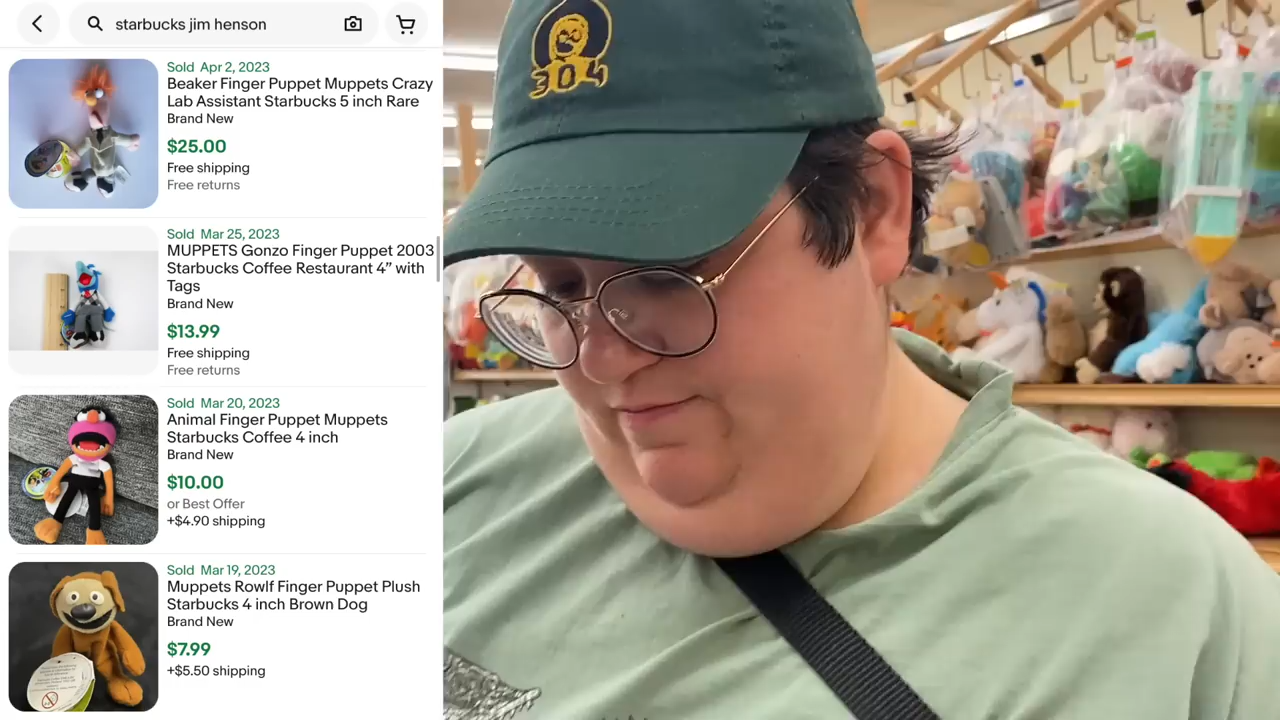 starbucks jim henson
Sold Apr 2, 2023
Beaker Finger Puppet Muppets Crazy
Lab Assistant Starbucks 5 inch Rare
Brand New
$25.00
Free shipping
Free returns
Sold Mar 25, 2023
MUPPETS Gonzo Finger Puppet 2003
Starbucks Coffee Restaurant 4” with
Tags
Brand New
$13.99
Free shipping
Free returns
Sold Mar 20, 2023
Animal Finger Puppet Muppets
Starbucks Coffee 4 inch
Brand New
$10.00
or Best Offer
+$4.90 shipping
Sold Mar 19, 2023
Muppets Rowlf Finger Puppet Plush
Starbucks 4 inch Brown Dog
Brand New
$7.99
+$5.50 shipping
304